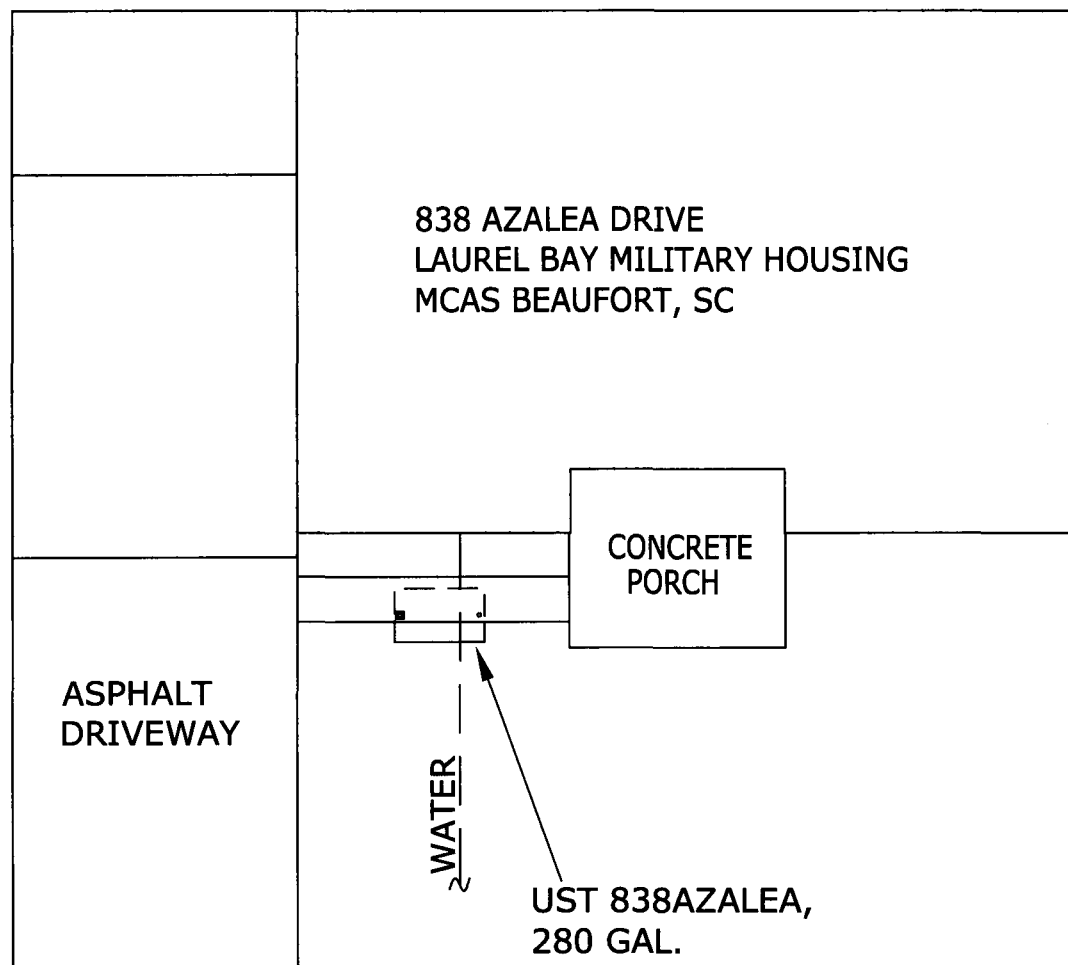 838 AZALEA DRIVE
LAUREL BAY MILITARY HOUSING
MCAS BEAUFORT, SC
CONCRETE
PORCH
ASPHALT
DRIVEWAY
WATER
UST 838AZALEA,
280 GAL.